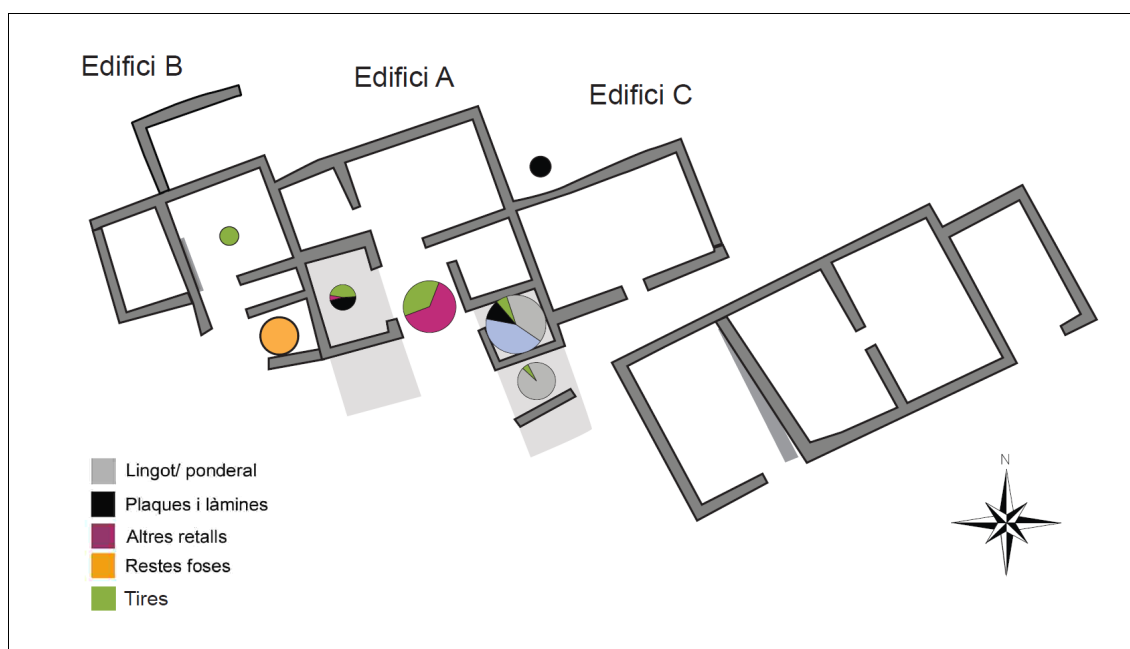 Edifici B
Edifici A
Edifici C
Lingot/ ponderal
Plaques i làmines
Altres retalls
Restes foses
Tires
N